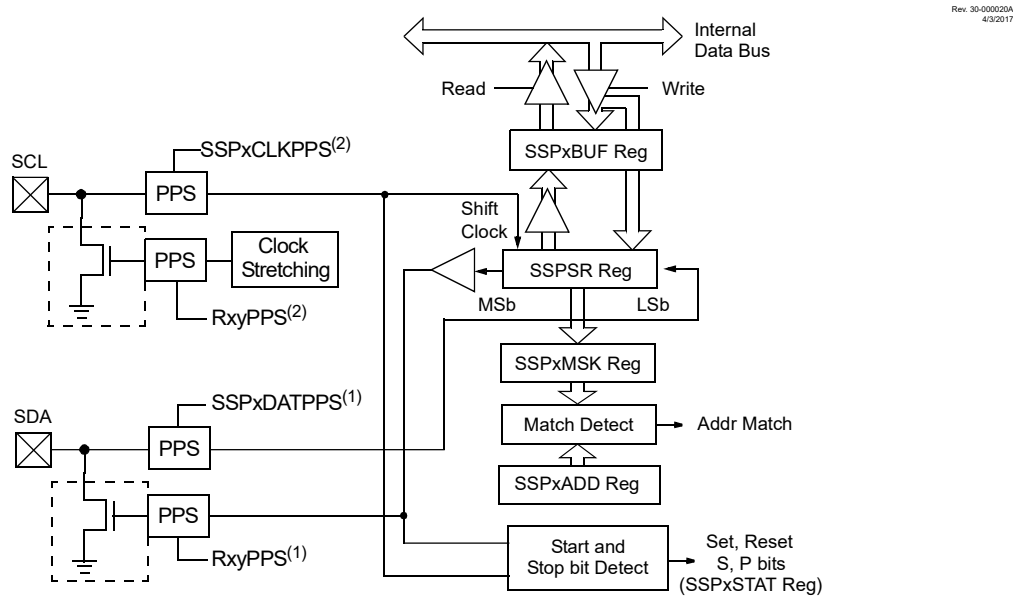 Rev. 30-000020A
4/3/2017
Internal
Data Bus
Read
Write
SSPxBUF Reg
SSPxCLKPPS(2)
SCL
PPS
Shift
Clock
PPS
Clock
Stretching
SSPSR Reg
MSb
LSb
RxyPPS(2)
SSPxMSK Reg
SSPxDATPPS(1)
SDA
PPS
Match Detect
Addr Match
SSPxADD Reg
PPS
RxyPPS(1)
Start and
Stop bit Detect
Set, Reset
S, P bits
(SSPxSTAT Reg)